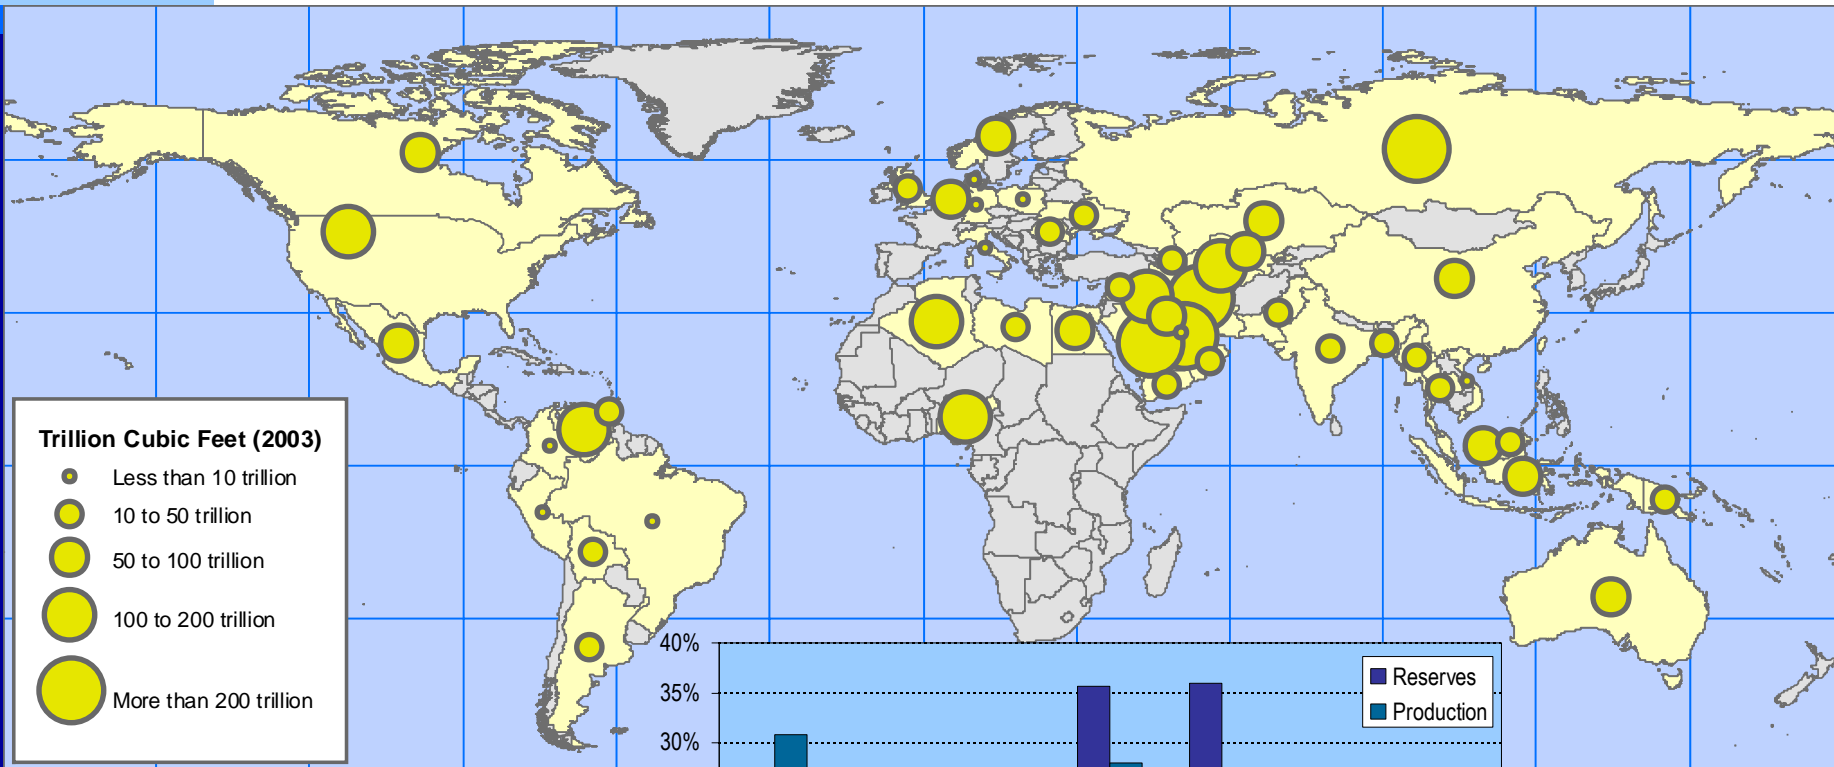 Trillion Cubic Feet (2003)
Less than 10 trillion
10 to 50 trillion
50 to 100 trillion
100 to 200 trillion
More than 200 trillion
40%
35%
30%
Reserves
Production